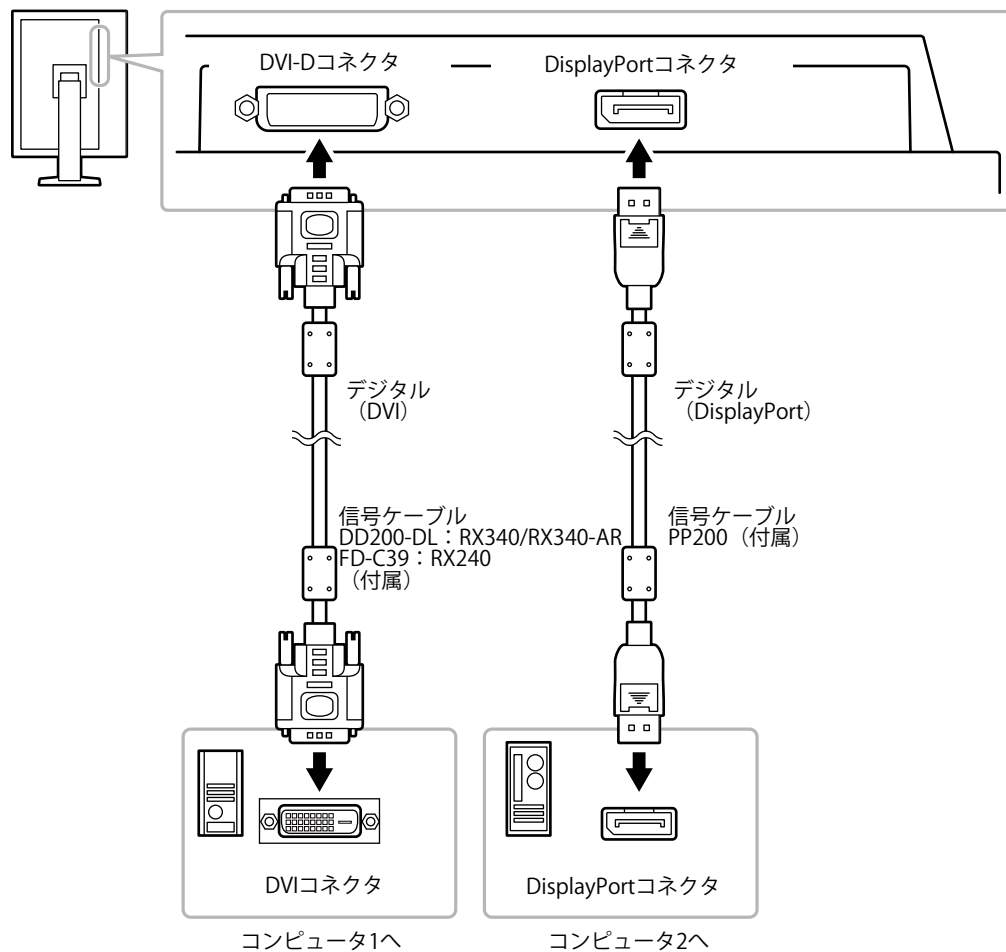 DVI-Dコネクタ
DisplayPortコネクタ
デジタル
（DVI）
デジタル
（DisplayPort）
信号ケーブル
DD200-DL：RX340/RX340-AR
FD-C39：RX240
（付属）
信号ケーブル
PP200（付属）
DVIコネクタ
DisplayPortコネクタ
コンピュータ1へ
コンピュータ2へ